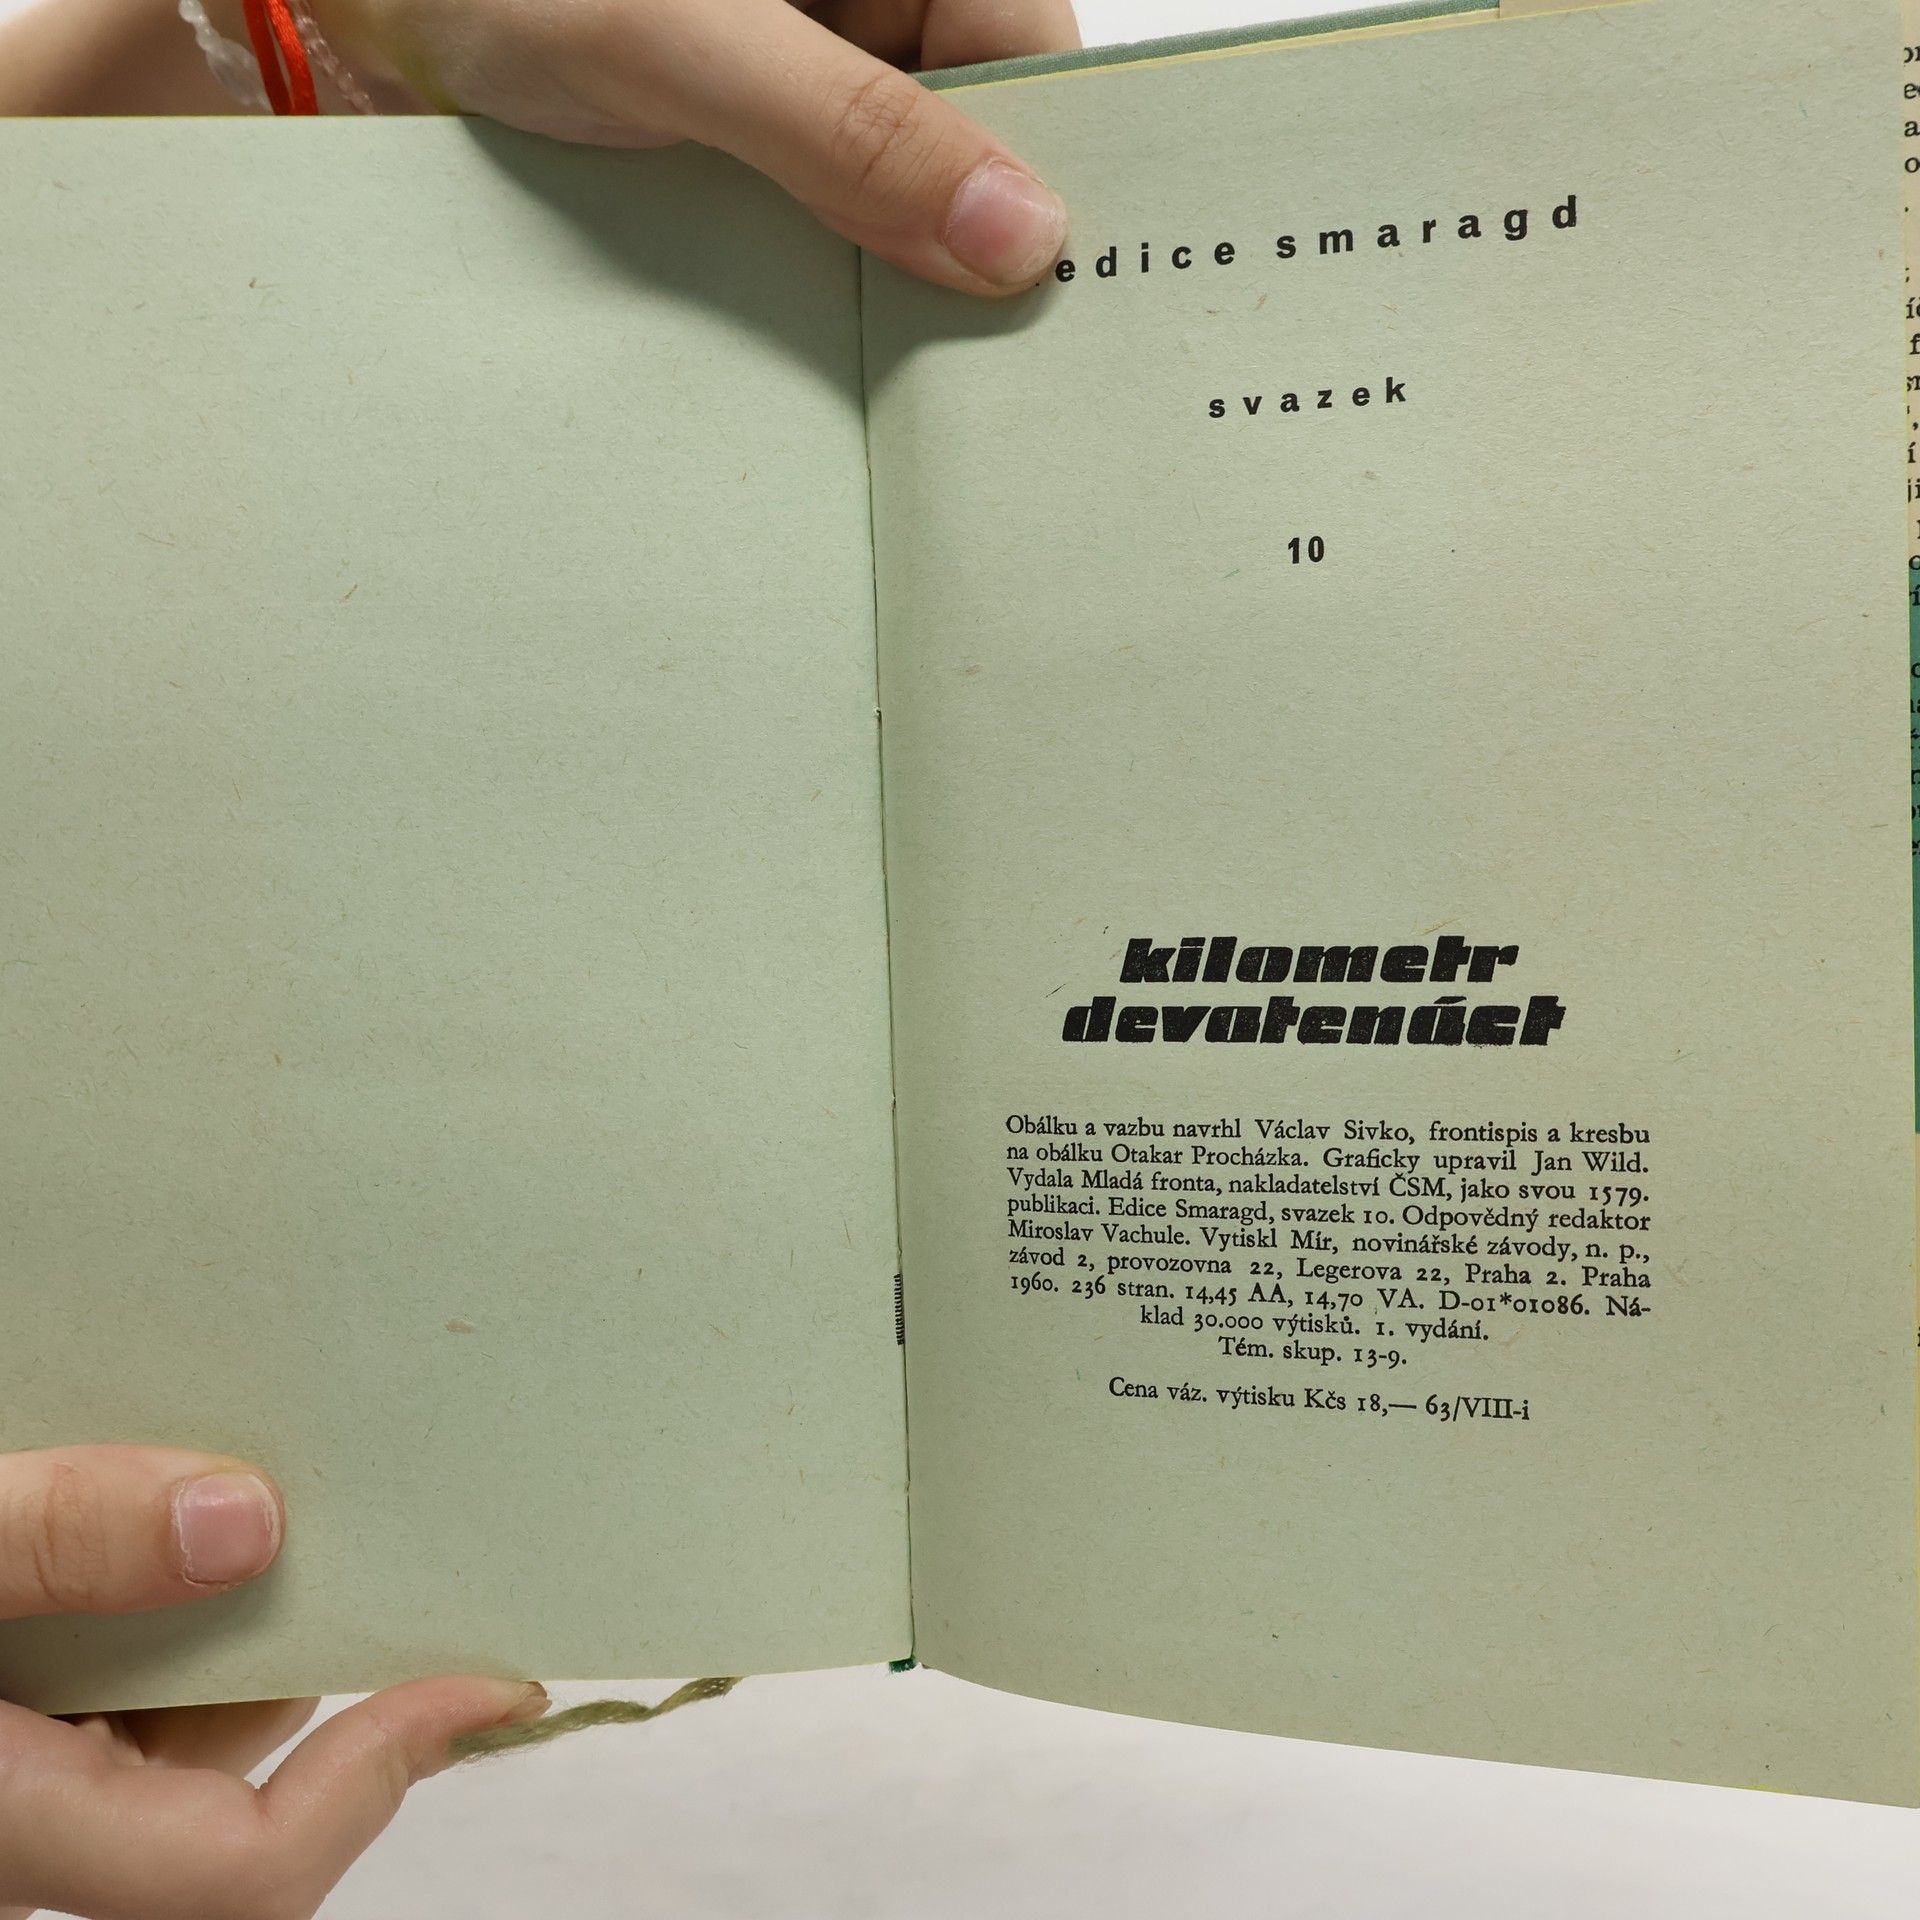 edice smaragd
svazek
10
kilometr
devatenáct
Obálku a vazbu navrhl Václav Sivko, frontispis a kresbu
na obálku Otakar Procházka. Graficky upravil Jan Wild.
Vydala Mladá fronta, nakladatelství ČSM, jako svou 1579.
publikaci. Edice Smaragd, svazek 10. Odpovědný redaktor
Miroslav Vachule. Vytiskl Mír, novinářské závody, n. p.,
závod 2, provozovna 22, Legerova 22, Praha 2. Praha
1960. 236 stran. 14,45 AA, 14,70 VA. D-01*01086. Ná-
klad 30.000 výtisků. 1. vydání.
Tém. skup. 13-9.
Cena váz. výtisku Kčs 18,— 63/VIII-i